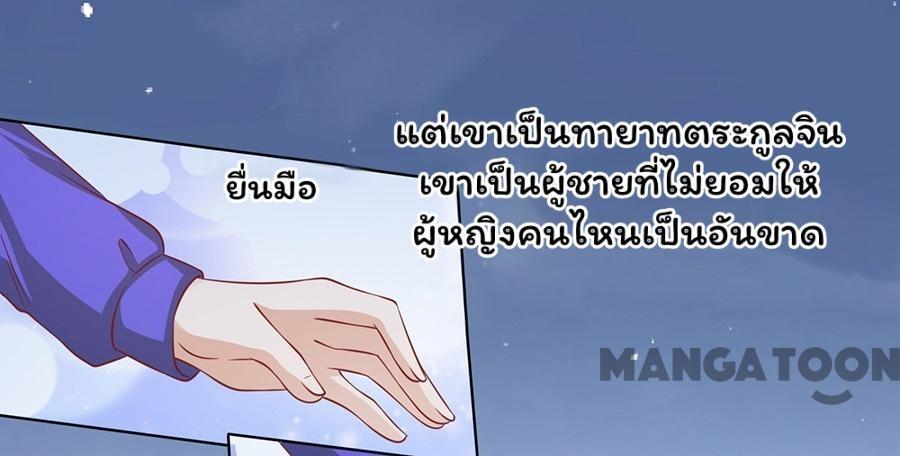 แต่เขาเป็นทายาทตระกูลจิน
เขาเป็นผู้ชายที่ไม่ยอมให้
ผู้หญิงคนไหนเป็นอันขาด
ยื่นมือ
MANGATOON